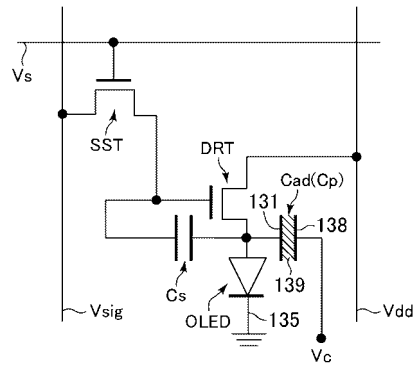 Vs
SST
DRT
Cad(Cp)
131
138
139
Cs
Vsig
OLED
135
Vdd
Vc